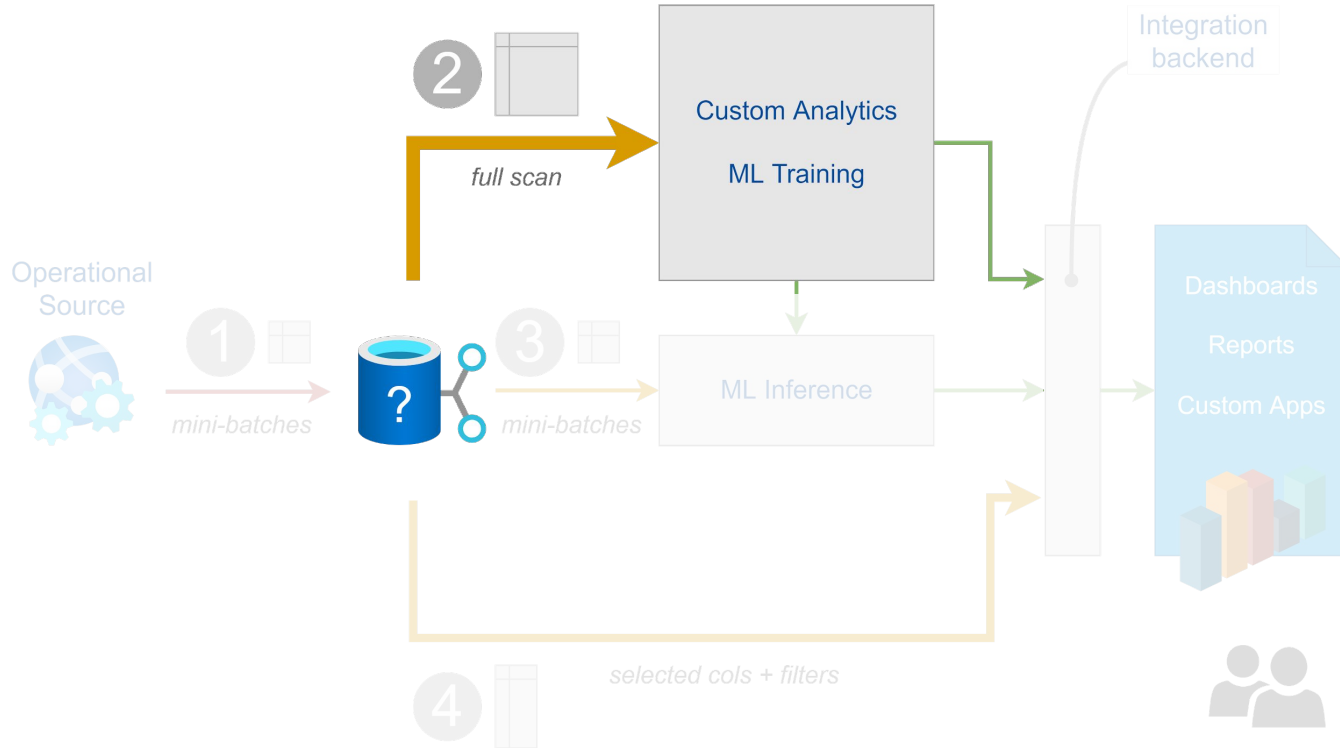 Integration
backend
2
Custom Analytics
ML Training
full scan
Operational
Source
Dashboards
1
3
Reports
?
ML Inference
mini-batches
mini-batches
Custom Apps
selected cols + filters
4